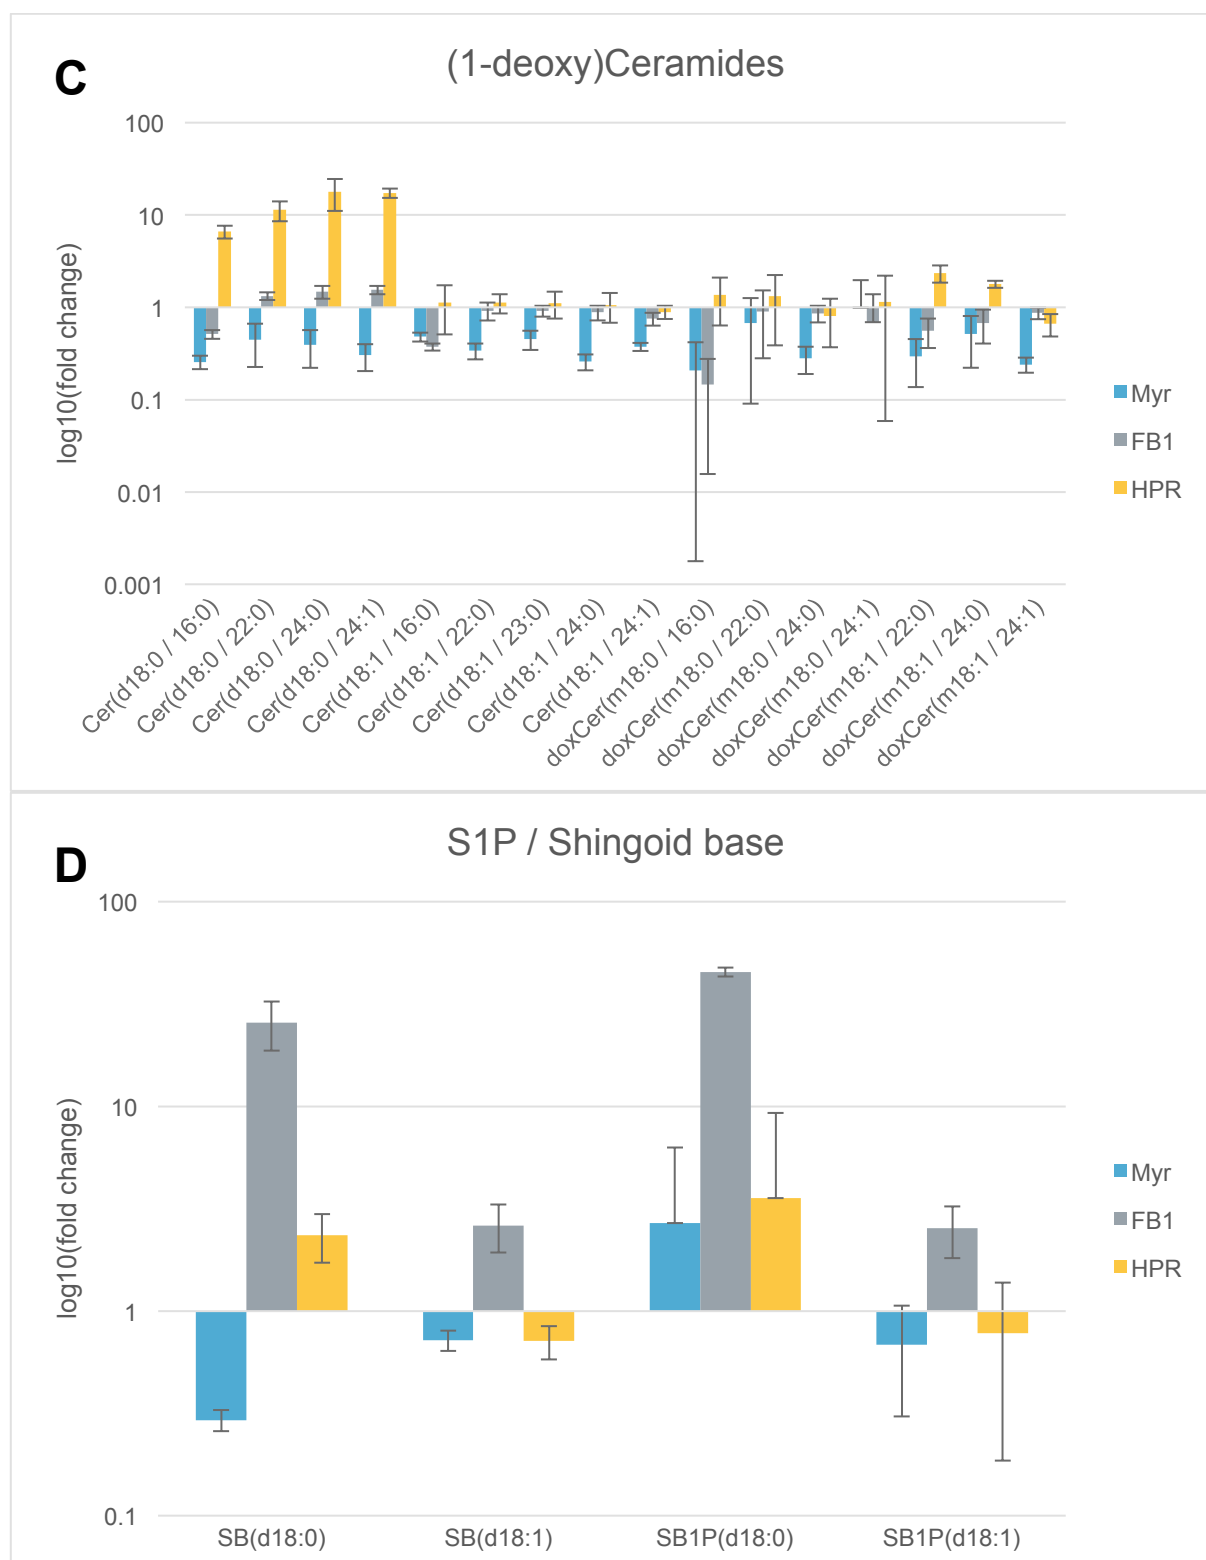 C
(1-deoxy)Ceramides
log10(fold change)
100
10
1
0.1
0.01
0.001
Cer(d18:0 / 16:0)
Cer(d18:0 / 22:0)
Cer(d18:0 / 24:0)
Cer(d18:0 / 24:1)
Cer(d18:1 / 16:0)
Cer(d18:1 / 22:0)
Cer(d18:1 / 23:0)
Cer(d18:1 / 24:0)
Cer(d18:1 / 24:1)
doxCer(m18:0 / 16:0)
doxCer(m18:0 / 22:0)
doxCer(m18:0 / 24:0)
doxCer(m18:0 / 24:1)
doxCer(m18:1 / 22:0)
doxCer(m18:1 / 24:0)
doxCer(m18:1 / 24:1)
Myr
FB1
HPR
D
S1P / Shingoid base
log10(fold change)
100
10
1
0.1
SB(d18:0)
SB(d18:1)
SB1P(d18:0)
SB1P(d18:1)
Myr
FB1
HPR